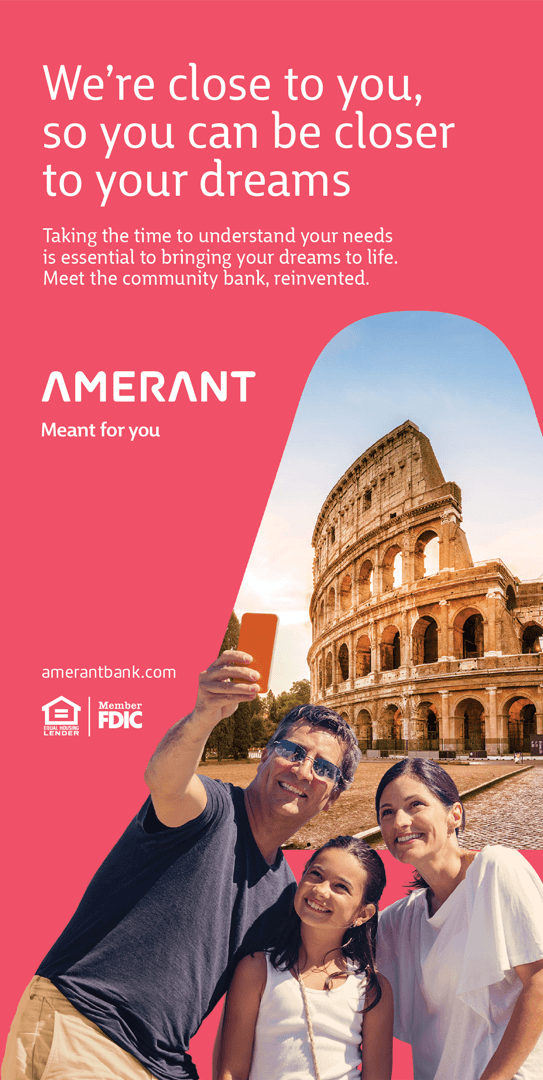 We're close to you,
so you can be closer
to your dreams
Taking the time to understand your needs
is essential to bringing your dreams to life.
Meet the community bank, reinvented.
AMERANT
Meant for you
amerantbank.com
EQUAL HOUSING
LENDER
Member
FDIC